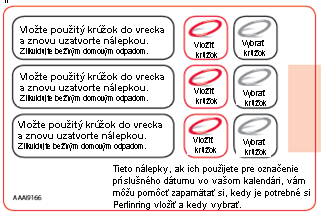 Vložte použitý krúžok do vrecka
a znovu uzatvorte nálepkou.
Zlikvidujte bežným domovým odpadom.
Vložiť
krúžok
Vybrať
krúžok
Vložte použitý krúžok do vrecka
a znovu uzatvorte nálepkou.
Zlikvidujte bežným domovým odpadom.
Vložiť
krúžok
Vybrať
krúžok
Vložte použitý krúžok do vrecka
a znovu uzatvorte nálepkou.
Zlikvidujte bežným domovým odpadom.
Vložiť
krúžok
Vybrať
krúžok
Tieto nálepky, ak ich použijete pre označenie
príslušného dátumu vo vašom kalendári, vám
môžu pomôcť zapamätať si, kedy je potrebné si
Perlinring vložiť a kedy vybrať.
AAAI9166